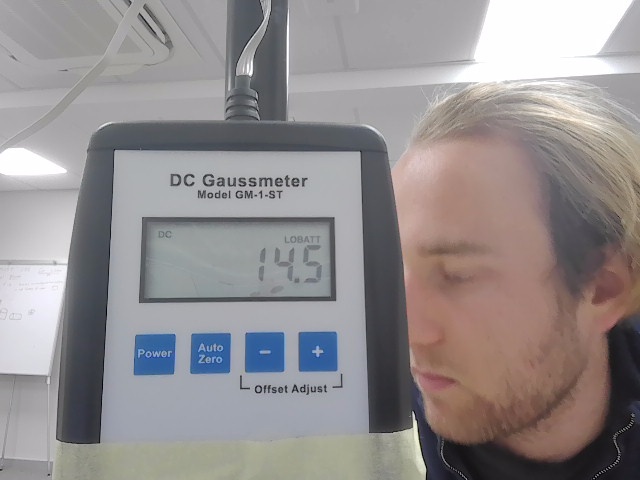 DC Gaussmeter
Model GM-1-ST
DC
LOBATT
14.5
Power
Auto
Zero
-
+
Offset Adjust